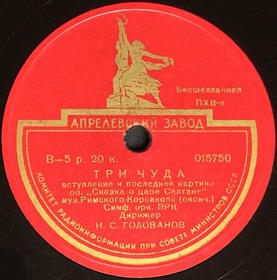 Бесшеллачная
ПХВ-п
АПРЕЛЕВСКИЙ ЗАВОД
В—5 р. 20 к.
015750
ТРИ ЧУДА
вступление к последней картине
оп. „Сказка о царе Салтане"
муз. Римского-Корсакова (оконч.)
Симф. орк. ВРК
Дирижер
Н. С. ГОЛОВАНОВ
КОМИТЕТ РАДИОИНФОРМАЦИИ ПРИ СОВЕТЕ МИНИСТРОВ СССР